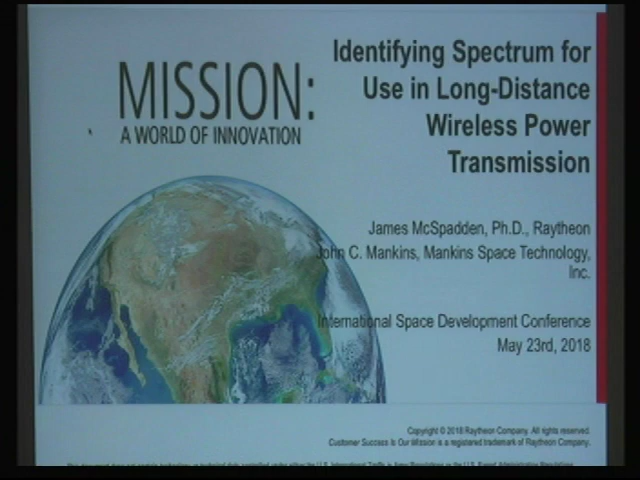 MISSION:
A WORLD OF INNOVATION
Identifying Spectrum for
Use in Long-Distance
Wireless Power
Transmission
James McSpadden, Ph.D., Raytheon
John C. Mankins, Mankins Space Technology,
Inc.
International Space Development Conference
May 23rd, 2018
Copyright © 2018 Raytheon Company. All rights reserved.
Customer Success Is Our Mission is a registered trademark of Raytheon Company.